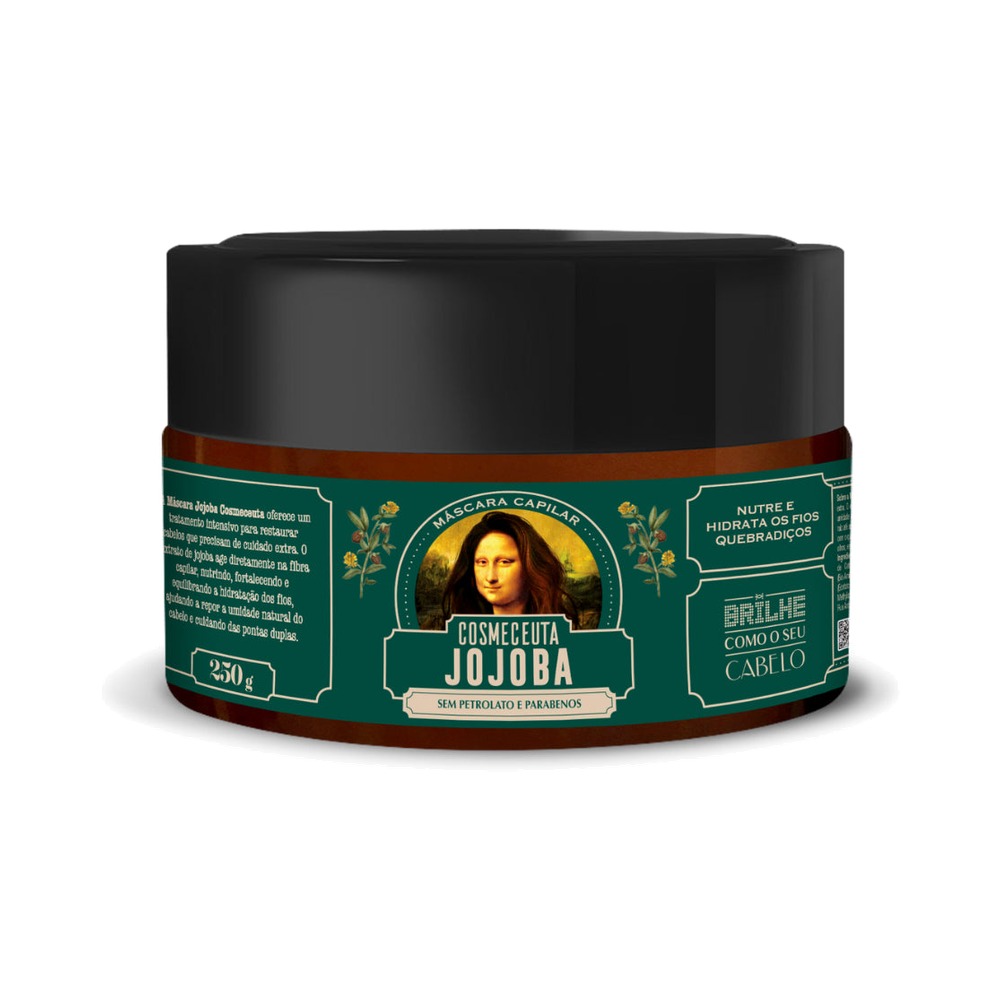 Máscara Jojoba Cosmeceuta oferece um
tratamento intensivo para restaurar
cabelos que precisam de cuidado extra. O
extrato de jojoba age diretamente na fibra
capilar, nutrindo, fortalecendo e
equilibrando a hidratação dos fios,
ajudando a repor a umidade natural do
cabelo e cuidando das pontas duplas.
250g
MÁSCARA CAPILAR
COSMECEUTA
JOJOBA
SEM PETROLATO E PARABENOS
NUTRE E
HIDRATA OS FIOS
QUEBRADIÇOS
BRILHE
COMO O SEU
CABELO